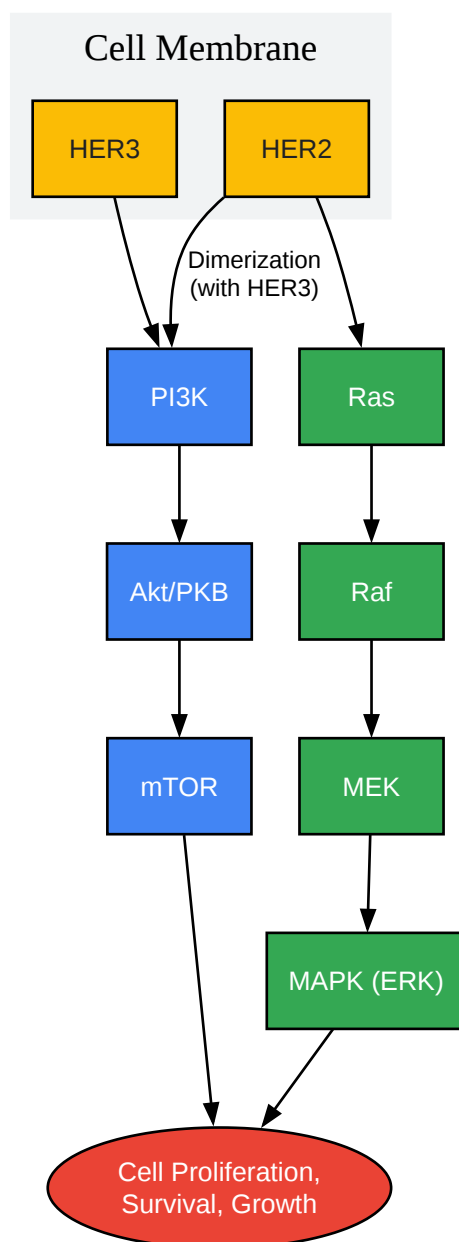 Cell Membrane
HER3
HER2
Dimerization
(with HER3)
PI3K
Ras
Akt/PKB
Raf
mTOR
MEK
MAPK (ERK)
Cell Proliferation,
Survival, Growth